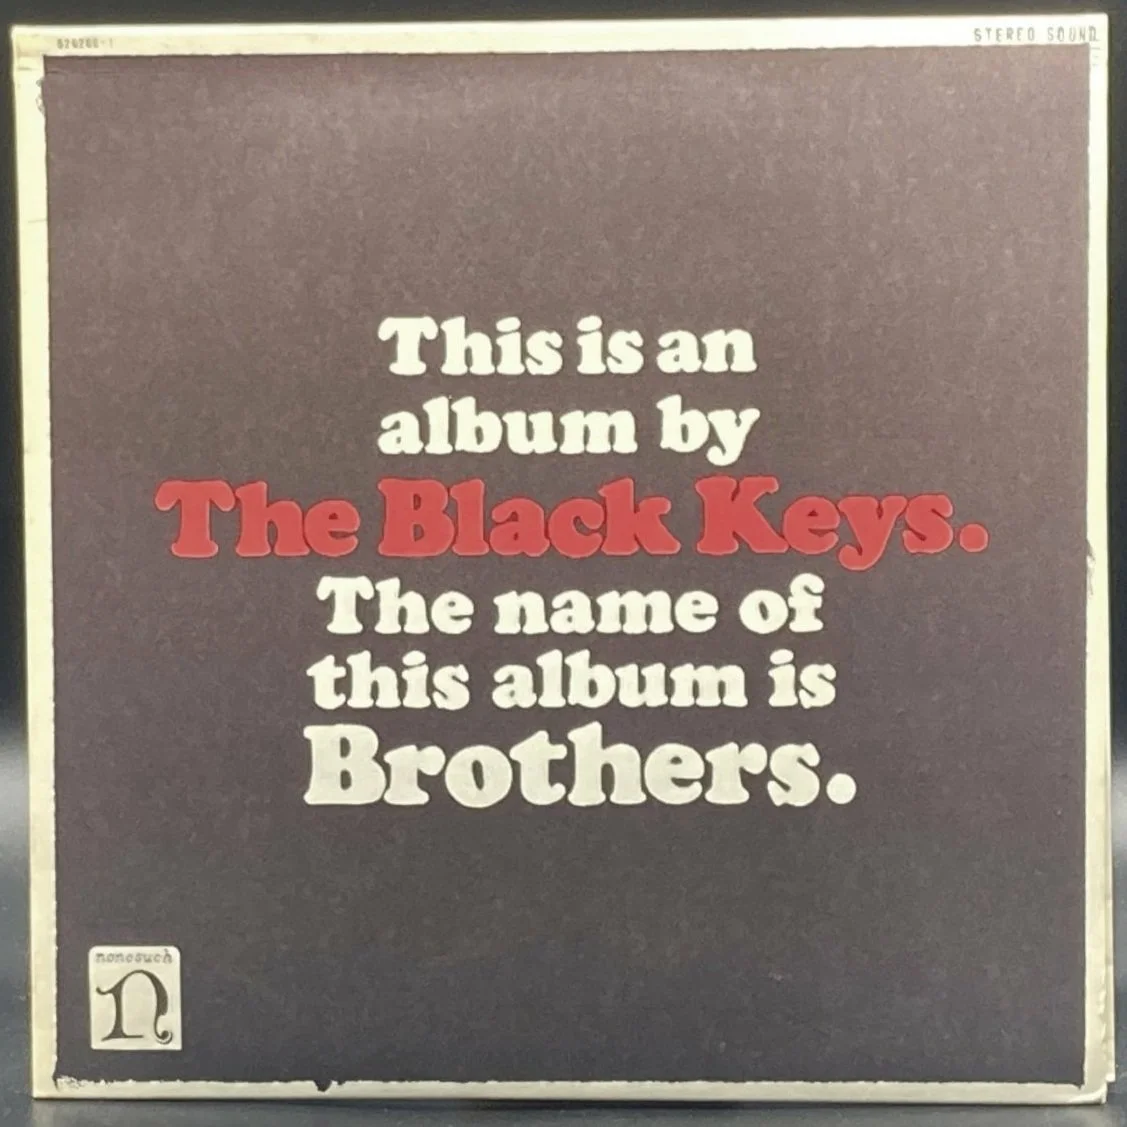 STEREO SOUND
This is an
album by
The Black Keys.
The name of
this album is
Brothers.
nonesuch
n